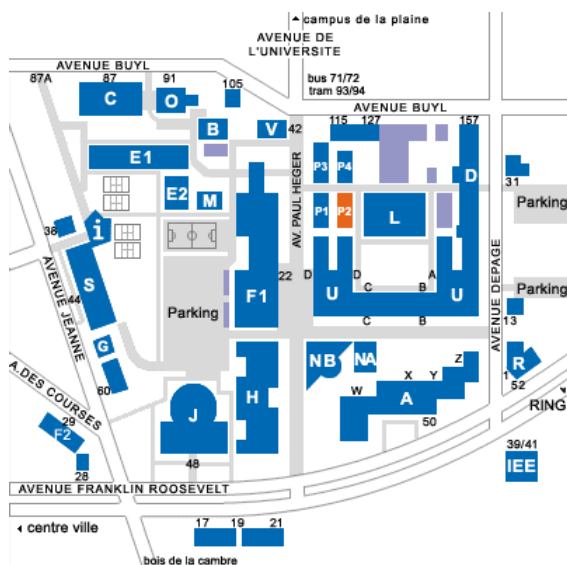 campus de la plaine
AVENUE DE
L'UNIVERSITE
AVENUE BUYL
87A
87
91
105
bus 71/72
tram 93/94
AVENUE BUYL
C
O
B
V
42
115
127
157
E1
E2
M
P3
P4
D
31
Parking
AV. PAUL HEGER
P1
P2
L
38
i
S
44
AVENUE JEANNE
Parking
22
F1
D
D
A
C
B
U
U
C
B
AVENUE DEPAGE
Parking
13
G
60
NB
NA
Z
X
Y
W
A
50
R
1
52
RING
A. DES COURSES
29
F2
28
J
H
48
39/41
IEE
AVENUE FRANKLIN ROOSEVELT
centre ville
17
19
21
bois de la cambre